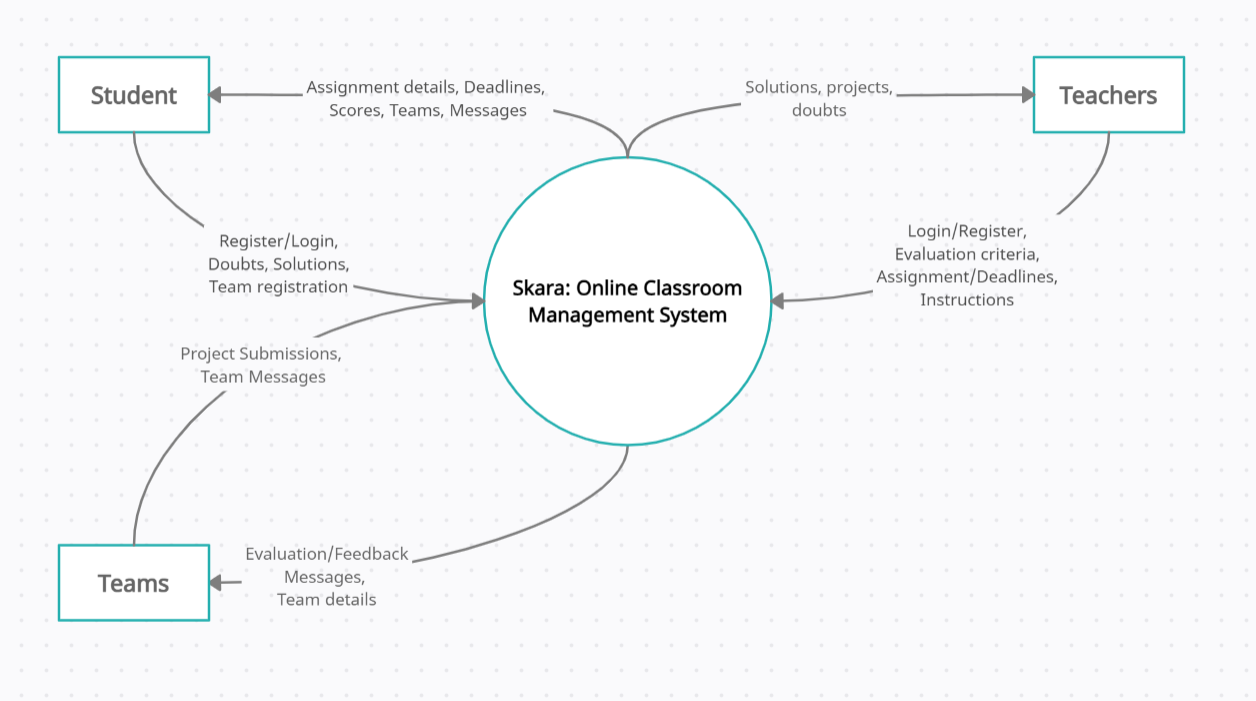 Student
Assignment details, Deadlines,
Scores, Teams, Messages
Solutions, projects,
doubts
Teachers
Register/Login,
Doubts, Solutions,
Team registration
Login/Register,
Evaluation criteria,
Assignment/Deadlines,
Instructions
Skara: Online Classroom
Management System
Project Submissions,
Team Messages
Teams
Evaluation/Feedback
Messages,
Team details